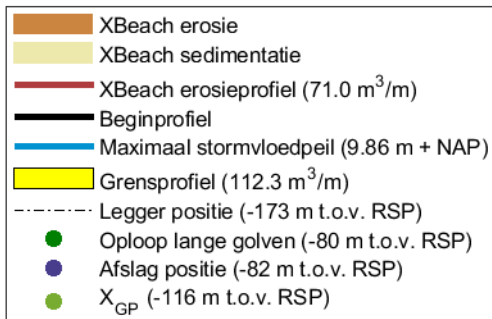 XBeach erosie
XBeach sedimentatie
XBeach erosieprofiel (71.0 m³/m)
Beginprofiel
Maximaal stormvloedpeil (9.86 m + NAP)
Grensprofiel (112.3 m³/m)
Legger positie (-173 m t.o.v. RSP)
Oploop lange golven (-80 m t.o.v. RSP)
Afslag positie (-82 m t.o.v. RSP)
X_GP (-116 m t.o.v. RSP)